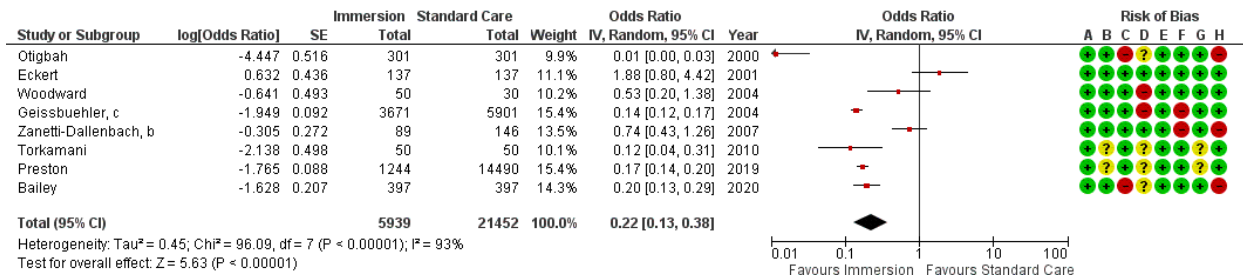 Immersion Standard Care Odds Ratio Odds Ratio Risk of Bias
Study or Subgroup log[Odds Ratio] SE Total Total Weight IV, Random, 95% CI Year IV, Random, 95% CI A B C D E F G H
Otigbah -4.447 0.516 301 301 9.9% 0.01 [0.00, 0.03] 2000 + + - ? + + + -
Eckert 0.632 0.436 137 137 11.1% 1.88 [0.80, 4.42] 2001 + + + + + + + +
Woodward -0.641 0.493 50 30 10.2% 0.53 [0.20, 1.38] 2004 + + + - + + + +
Geissbuehler, c -1.949 0.092 3671 5901 15.4% 0.14 [0.12, 0.17] 2004 + + + - + - + +
Zanetti-Dallenbach, b -0.305 0.272 89 146 13.5% 0.74 [0.43, 1.26] 2007 + + + + + - + -
Torkamani -2.138 0.498 50 50 10.1% 0.12 [0.04, 0.31] 2010 + ? + ? + + ? +
Preston -1.765 0.088 1244 14490 15.4% 0.17 [0.14, 0.20] 2019 + ? + ? + + ? +
Bailey -1.628 0.207 397 397 14.3% 0.20 [0.13, 0.29] 2020 + + - + + + + -
Total (95% CI) 5939 21452 100.0% 0.22 [0.13, 0.38]
Heterogeneity: Tau² = 0.45; Chi² = 96.09, df = 7 (P < 0.00001); I² = 93%
Test for overall effect: Z = 5.63 (P < 0.00001)
0.01 0.1 1 10 100
Favours Immersion Favours Standard Care